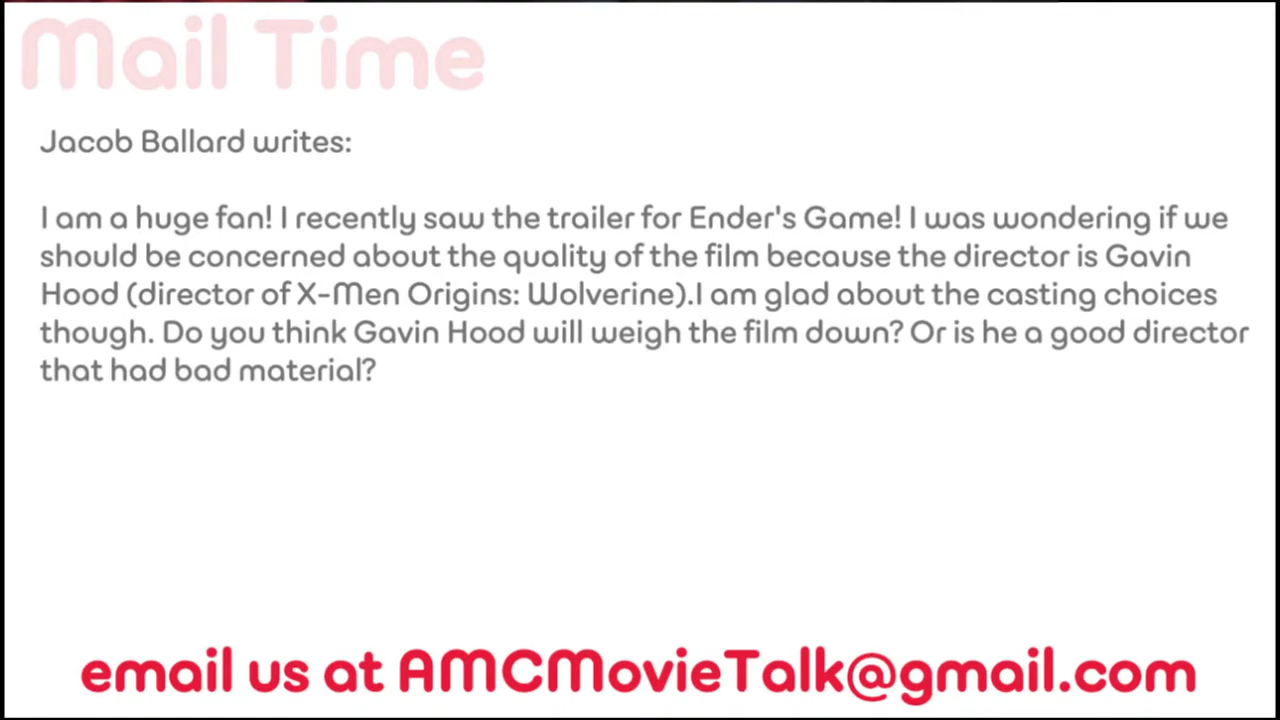 Mail Time
Jacob Ballard writes:
I am a huge fan! I recently saw the trailer for Ender's Game! I was wondering if we
should be concerned about the quality of the film because the director is Gavin
Hood (director of X-Men Origins: Wolverine).I am glad about the casting choices
though. Do you think Gavin Hood will weigh the film down? Or is he a good director
that had bad material?
email us at AMCMovieTalk@gmail.com